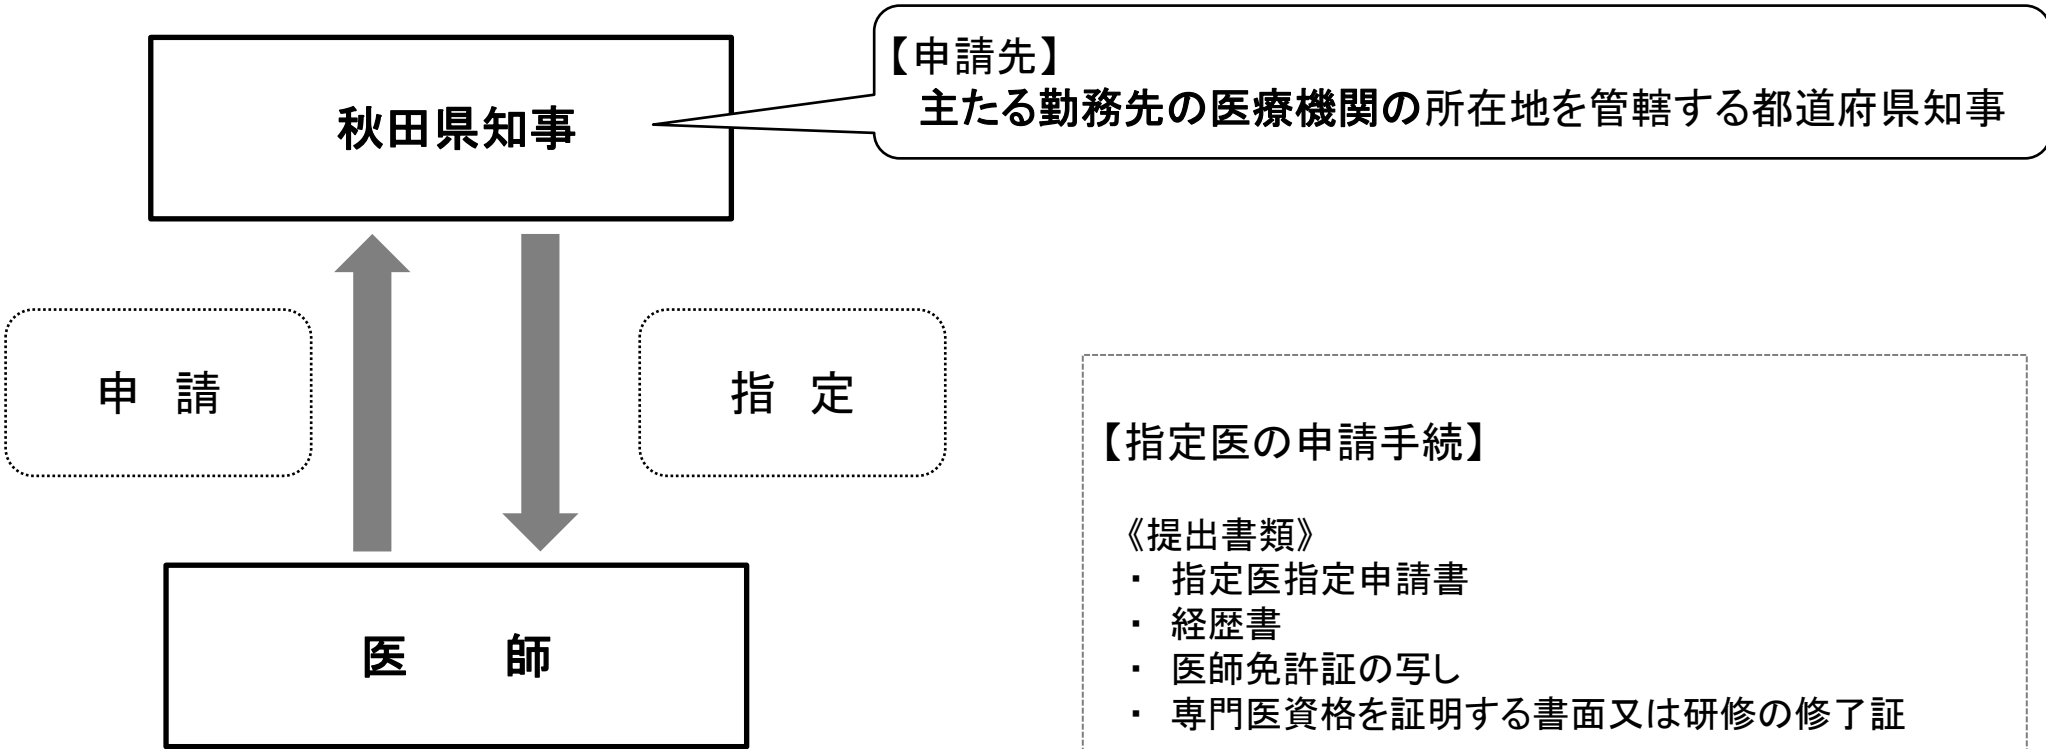 【申請先】
主たる勤務先の医療機関の所在地を管轄する都道府県知事
秋田県知事
申　請
指　定
医　師
【指定医の申請手続】
《提出書類》
・ 指定医指定申請書
・ 経歴書
・ 医師免許証の写し
・ 専門医資格を証明する書面又は研修の修了証